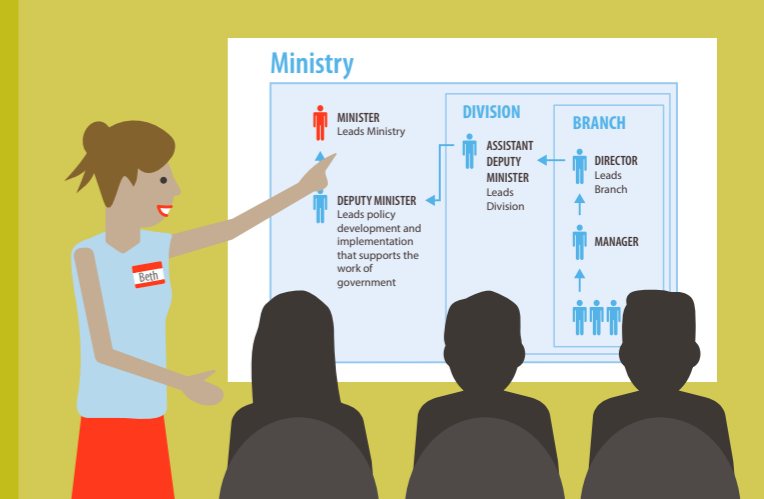 Ministry
MINISTER
Leads Ministry
DEPUTY MINISTER
Leads policy
development and
implementation
that supports the
work of
government
DIVISION
ASSISTANT
DEPUTY
MINISTER
Leads
Division
BRANCH
DIRECTOR
Leads
Branch
MANAGER
Beth